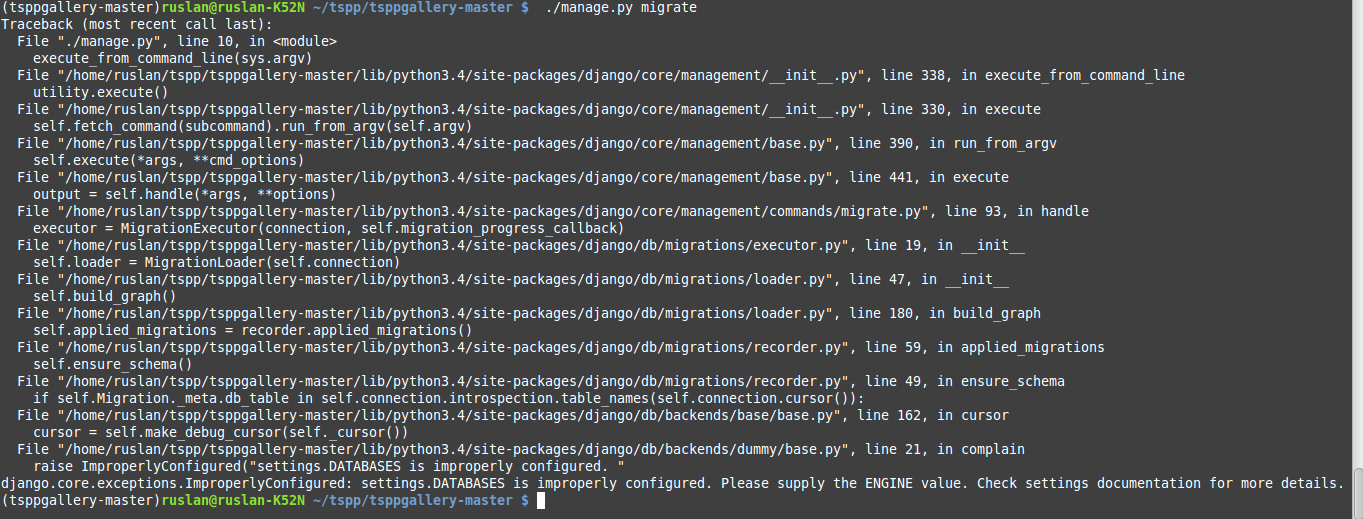 (tsppgallery-master)ruslan@ruslan-K52N ~/tspp/tsppgallery-master $  ./manage.py migrate
Traceback (most recent call last):
  File "./manage.py", line 10, in <module>
    execute_from_command_line(sys.argv)
  File "/home/ruslan/tspp/tsppgallery-master/lib/python3.4/site-packages/django/core/management/__init__.py", line 338, in execute_from_command_line
    utility.execute()
  File "/home/ruslan/tspp/tsppgallery-master/lib/python3.4/site-packages/django/core/management/__init__.py", line 330, in execute
    self.fetch_command(subcommand).run_from_argv(self.argv)
  File "/home/ruslan/tspp/tsppgallery-master/lib/python3.4/site-packages/django/core/management/base.py", line 390, in run_from_argv
    self.execute(*args, **cmd_options)
  File "/home/ruslan/tspp/tsppgallery-master/lib/python3.4/site-packages/django/core/management/base.py", line 441, in execute
    output = self.handle(*args, **options)
  File "/home/ruslan/tspp/tsppgallery-master/lib/python3.4/site-packages/django/core/management/commands/migrate.py", line 93, in handle
    executor = MigrationExecutor(connection, self.migration_progress_callback)
  File "/home/ruslan/tspp/tsppgallery-master/lib/python3.4/site-packages/django/db/migrations/executor.py", line 19, in __init__
    self.loader = MigrationLoader(self.connection)
  File "/home/ruslan/tspp/tsppgallery-master/lib/python3.4/site-packages/django/db/migrations/loader.py", line 47, in __init__
    self.build_graph()
  File "/home/ruslan/tspp/tsppgallery-master/lib/python3.4/site-packages/django/db/migrations/loader.py", line 180, in build_graph
    self.applied_migrations = recorder.applied_migrations()
  File "/home/ruslan/tspp/tsppgallery-master/lib/python3.4/site-packages/django/db/migrations/recorder.py", line 59, in applied_migrations
    self.ensure_schema()
  File "/home/ruslan/tspp/tsppgallery-master/lib/python3.4/site-packages/django/db/migrations/recorder.py", line 49, in ensure_schema
    if self.Migration._meta.db_table in self.connection.introspection.table_names(self.connection.cursor()):
  File "/home/ruslan/tspp/tsppgallery-master/lib/python3.4/site-packages/django/db/backends/base/base.py", line 162, in cursor
    cursor = self.make_debug_cursor(self._cursor())
  File "/home/ruslan/tspp/tsppgallery-master/lib/python3.4/site-packages/django/db/backends/dummy/base.py", line 21, in complain
    raise ImproperlyConfigured("settings.DATABASES is improperly configured. "
django.core.exceptions.ImproperlyConfigured: settings.DATABASES is improperly configured. Please supply the ENGINE value. Check settings documentation for more details.
(tsppgallery-master)ruslan@ruslan-K52N ~/tspp/tsppgallery-master $